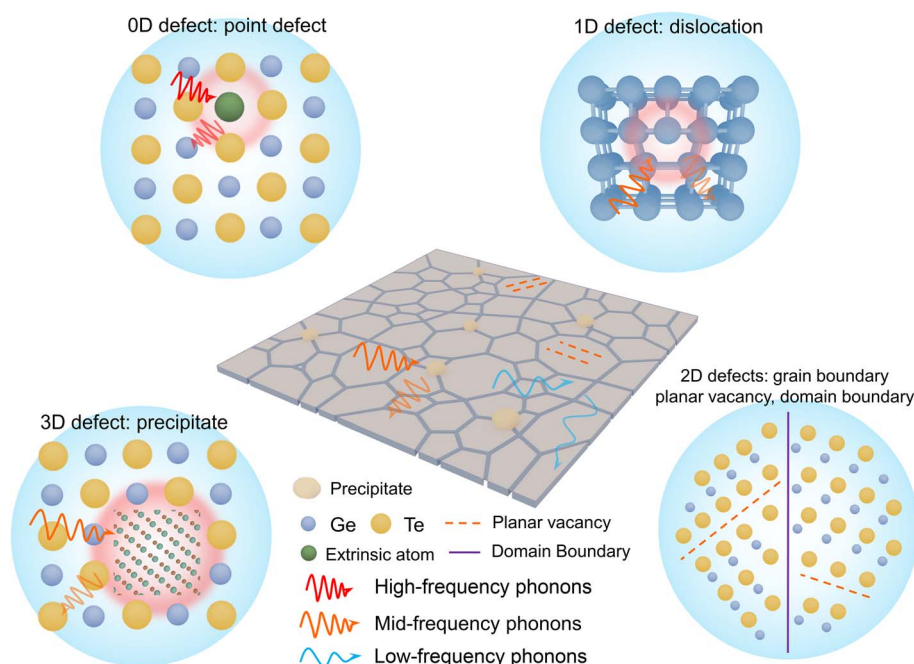 0D defect: point defect
1D defect: dislocation
3D defect: precipitate
2D defects: grain boundary
planar vacancy, domain boundary
Precipitate
Ge Te Planar vacancy
Extrinsic atom Domain Boundary
High-frequency phonons
Mid-frequency phonons
Low-frequency phonons